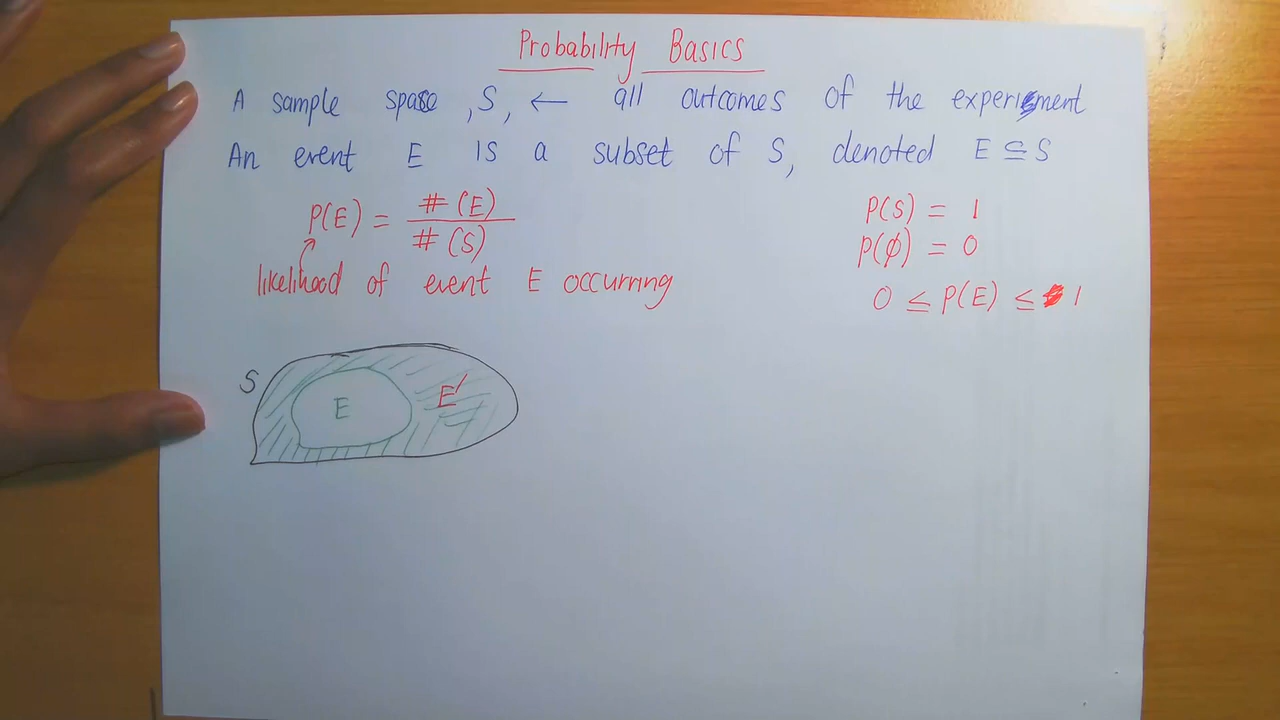 Probability Basics
A sample space, S, ← all outcomes of the experiment
An event E is a subset of S, denoted E ⊆ S
P(E) = #(E) / #(S)
likelihood of event E occurring
P(S) = 1
P(ϕ) = 0
0 ≤ P(E) ≤ 1
S
E
E'